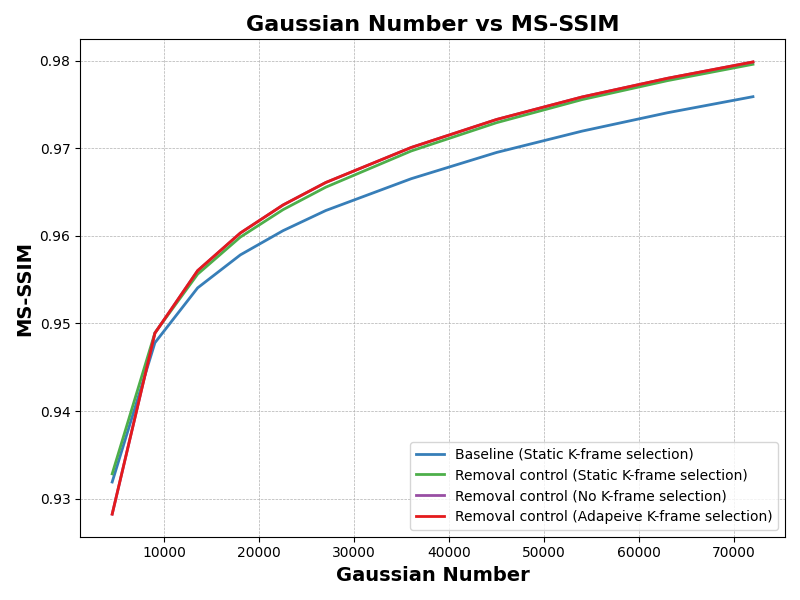 Gaussian Number vs MS-SSIM
MS-SSIM
0.98
0.97
0.96
0.95
0.94
0.93
Baseline (Static K-frame selection)
Removal control (Static K-frame selection)
Removal control (No K-frame selection)
Removal control (Adapeive K-frame selection)
10000 20000 30000 40000 50000 60000 70000
Gaussian Number